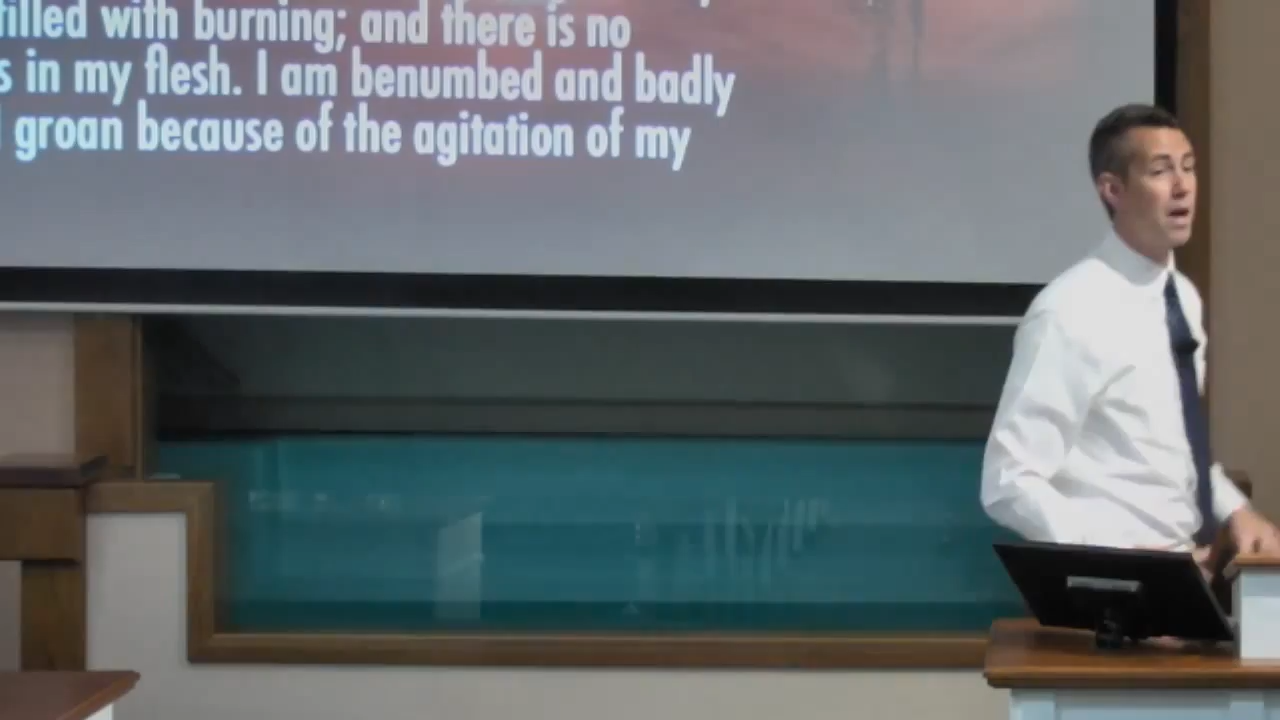 filled with burning; and there is no
s in my flesh. I am benumbed and badly
groan because of the agitation of my